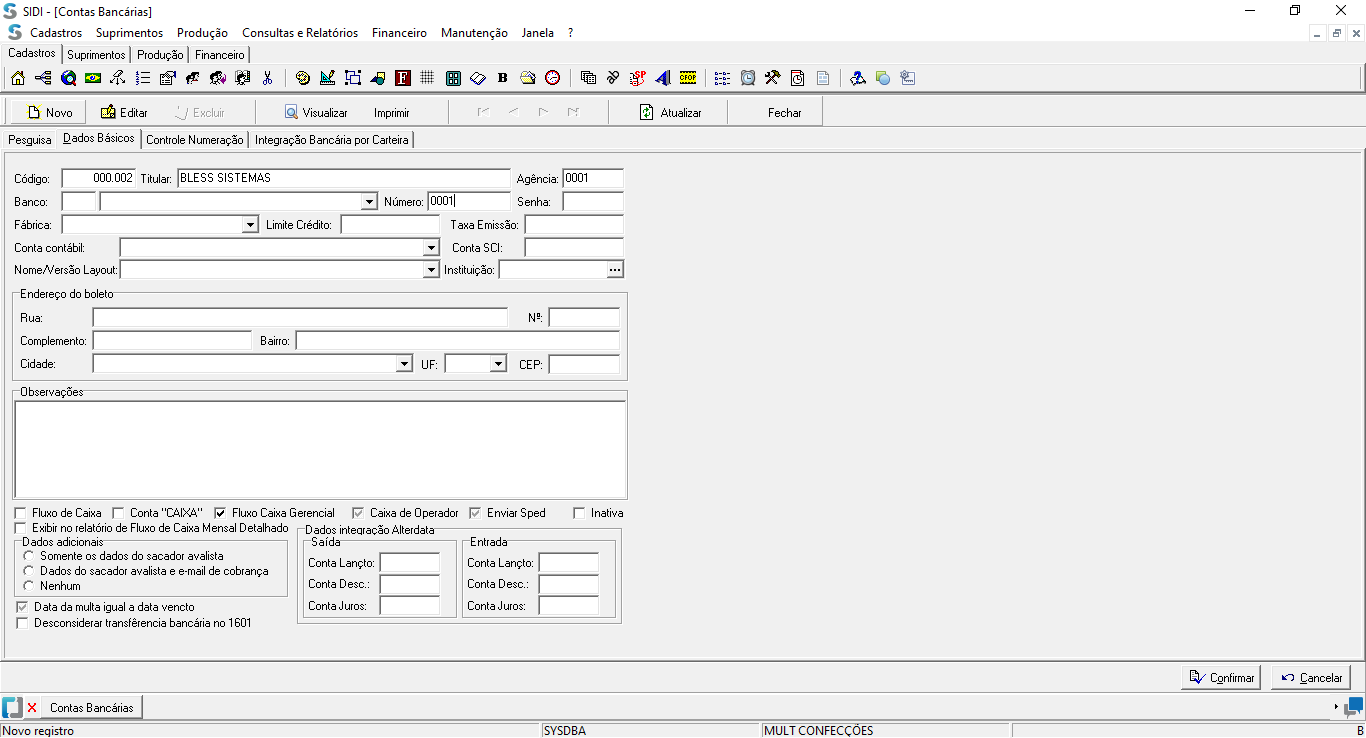 SIDI - [Contas Bancárias]
Cadastros Suprimentos Produção Consultas e Relatórios Financeiro Manutenção Janela ?
Cadastros Suprimentos Produção Financeiro
F B SP CFOP
Novo Editar Excluir Visualizar Imprimir Atualizar Fechar
Pesquisa Dados Básicos Controle Numeração Integração Bancária por Carteira
Código: 000.002 Titular: BLESS SISTEMAS Agência: 0001
Banco: Número: 0001 Senha:
Fábrica: Limite Crédito: Taxa Emissão:
Conta contábil: Conta SCI:
Nome/Versão Layout: Instituição: ...
Endereço do boleto
Rua: Nº:
Complemento: Bairro:
Cidade: UF: CEP:
Observações
Fluxo de Caixa Conta "CAIXA" Fluxo Caixa Gerencial Caixa de Operador Enviar Sped Inativa
Exibir no relatório de Fluxo de Caixa Mensal Detalhado
Dados adicionais
Somente os dados do sacador avalista
Dados do sacador avalista e e-mail de cobrança
Nenhum
Data da multa igual a data vencto
Desconsiderar transfêrencia bancária no 1601
Dados integração Alterdata
Saída Entrada
Conta Lançto: Conta Lançto:
Conta Desc.: Conta Desc.:
Conta Juros: Conta Juros:
Confirmar Cancelar
Contas Bancárias
Novo registro SYSDBA MULT CONFECÇÕES B